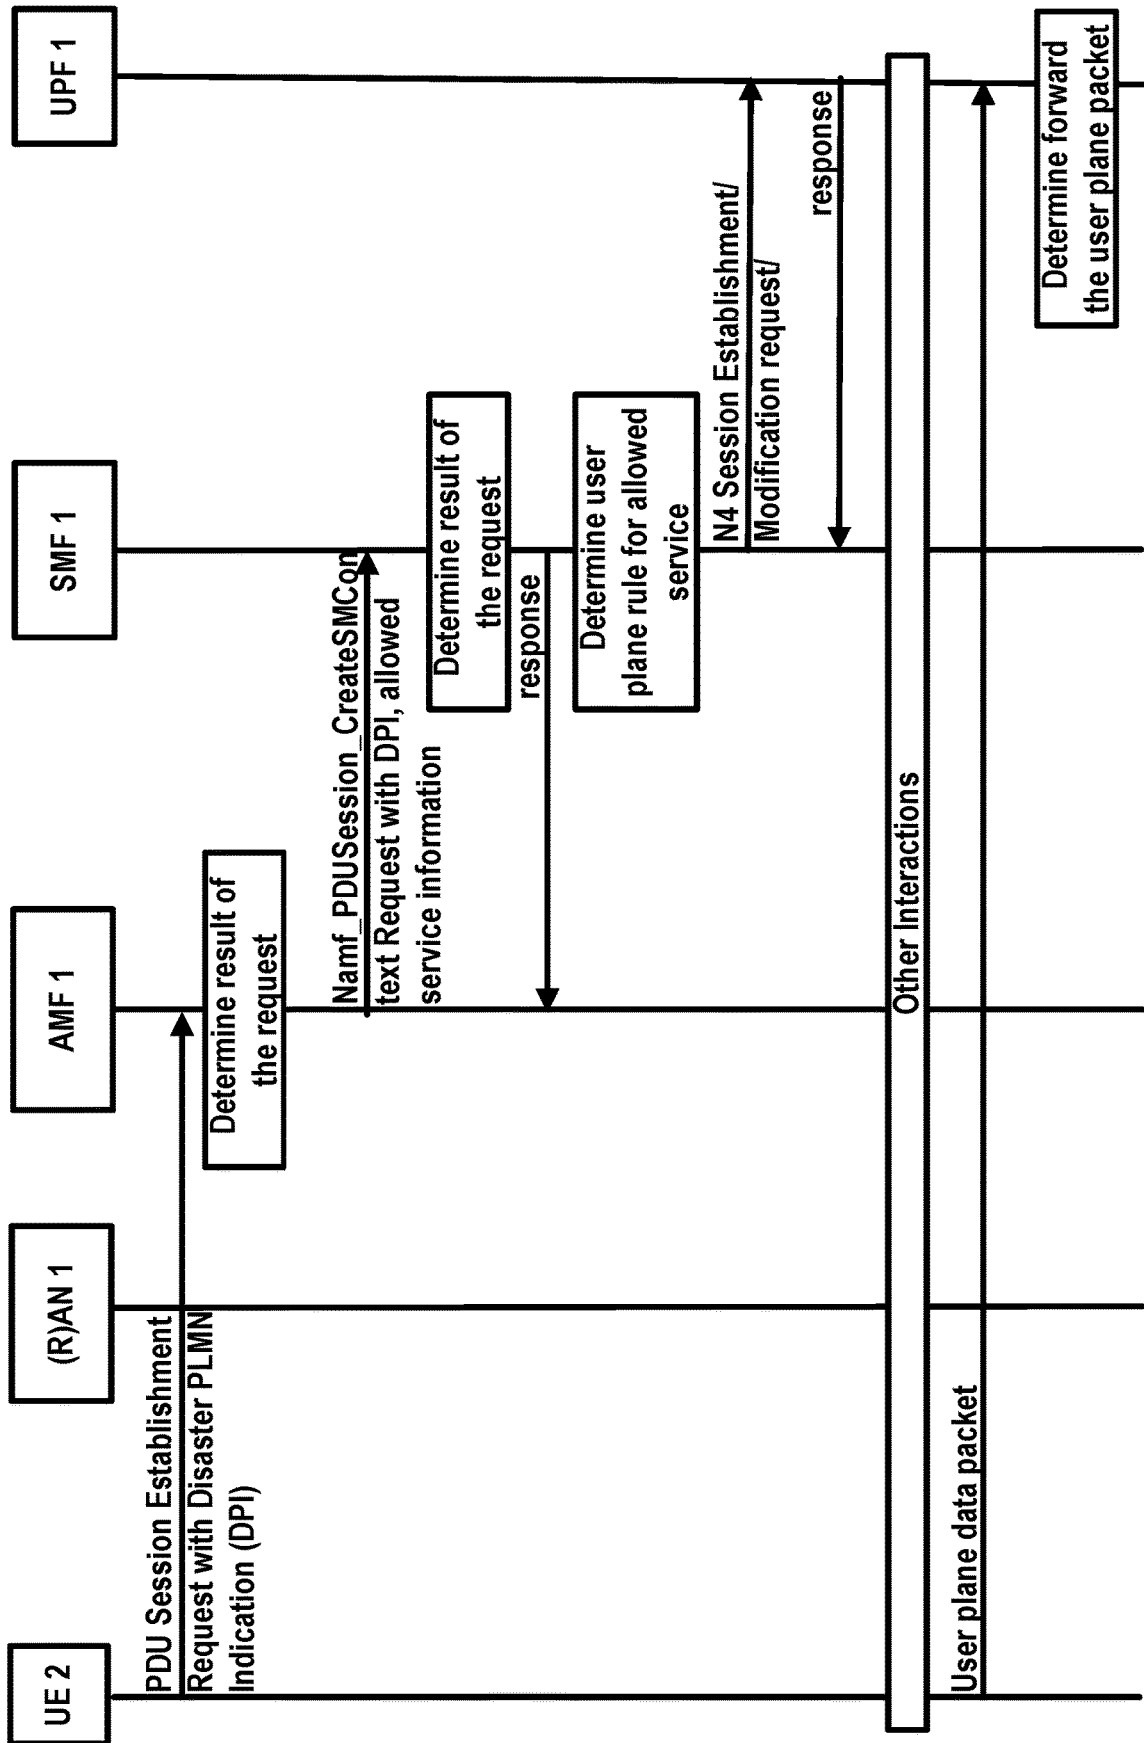 UE 2
(R)AN 1
AMF 1
SMF 1
UPF 1
PDU Session Establishment
Request with Disaster PLMN
Indication (DPI)
Determine result of
the request
Namf_PDUSession_CreateSMCon
text Request with DPI, allowed
service information
Determine result of
the request
response
Determine user
plane rule for allowed
service
N4 Session Establishment/
Modification request/
response
Other Interactions
User plane data packet
Determine forward
the user plane packet